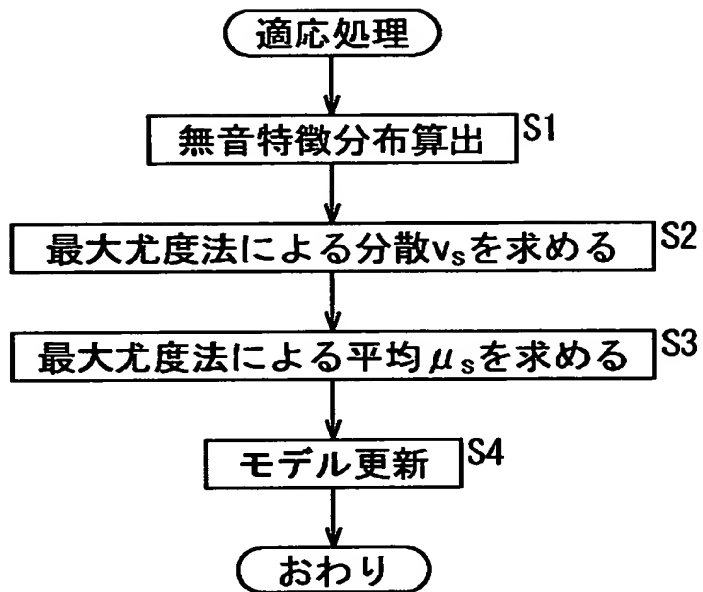 適応処理
無音特徴分布算出 S1
最大尤度法による分散vsを求める S2
最大尤度法による平均μsを求める S3
モデル更新 S4
おわり